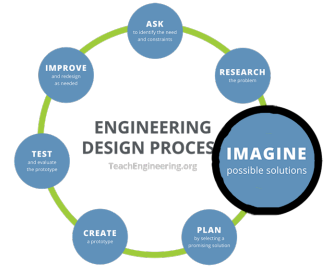 ASK
to identify the need
and constraints
RESEARCH
the problem
IMAGINE
possible solutions
PLAN
by selecting a
promising solution
CREATE
a prototype
TEST
and evaluate
the prototype
IMPROVE
and redesign
as needed
ENGINEERING
DESIGN PROCES
TeachEngineering.org